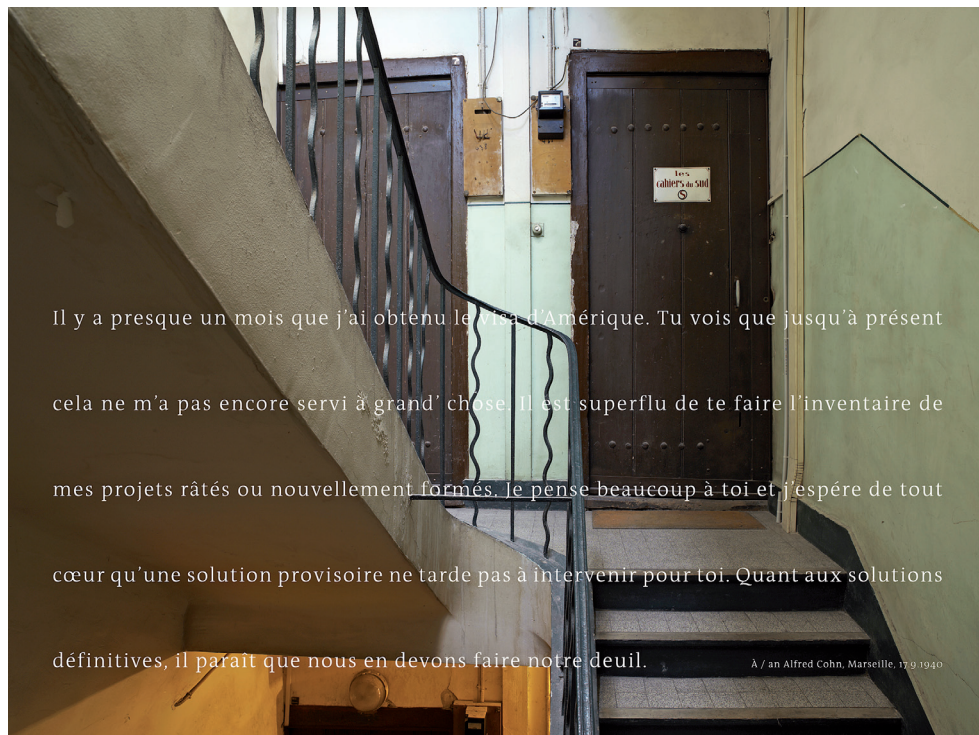 les
cahiers du sud
Il y a presque un mois que j’ai obtenu le visa d’Amérique. Tu vois que jusqu’à présent
cela ne m’a pas encore servi à grand’ chose. Il est superflu de te faire l’inventaire de
mes projets râtés ou nouvellement formés. Je pense beaucoup à toi et j’espére de tout
cœur qu’une solution provisoire ne tarde pas à intervenir pour toi. Quant aux solutions
définitives, il paraît que nous en devons faire notre deuil.
À / an Alfred Cohn, Marseille, 17.9.1940